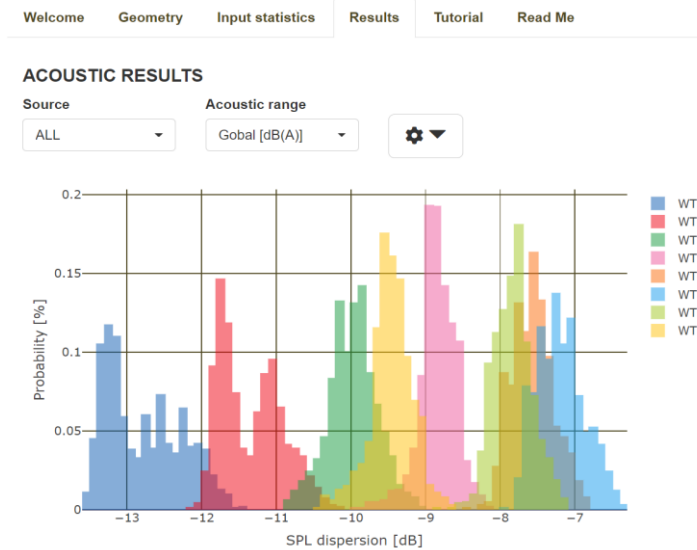 Welcome Geometry Input statistics Results Tutorial Read Me
ACOUSTIC RESULTS
Source Acoustic range
ALL Gobal [dB(A)]
0.2
0.15
0.1
0.05
0
Probability [%]
−13 −12 −11 −10 −9 −8 −7
SPL dispersion [dB]
WT
WT
WT
WT
WT
WT
WT
WT